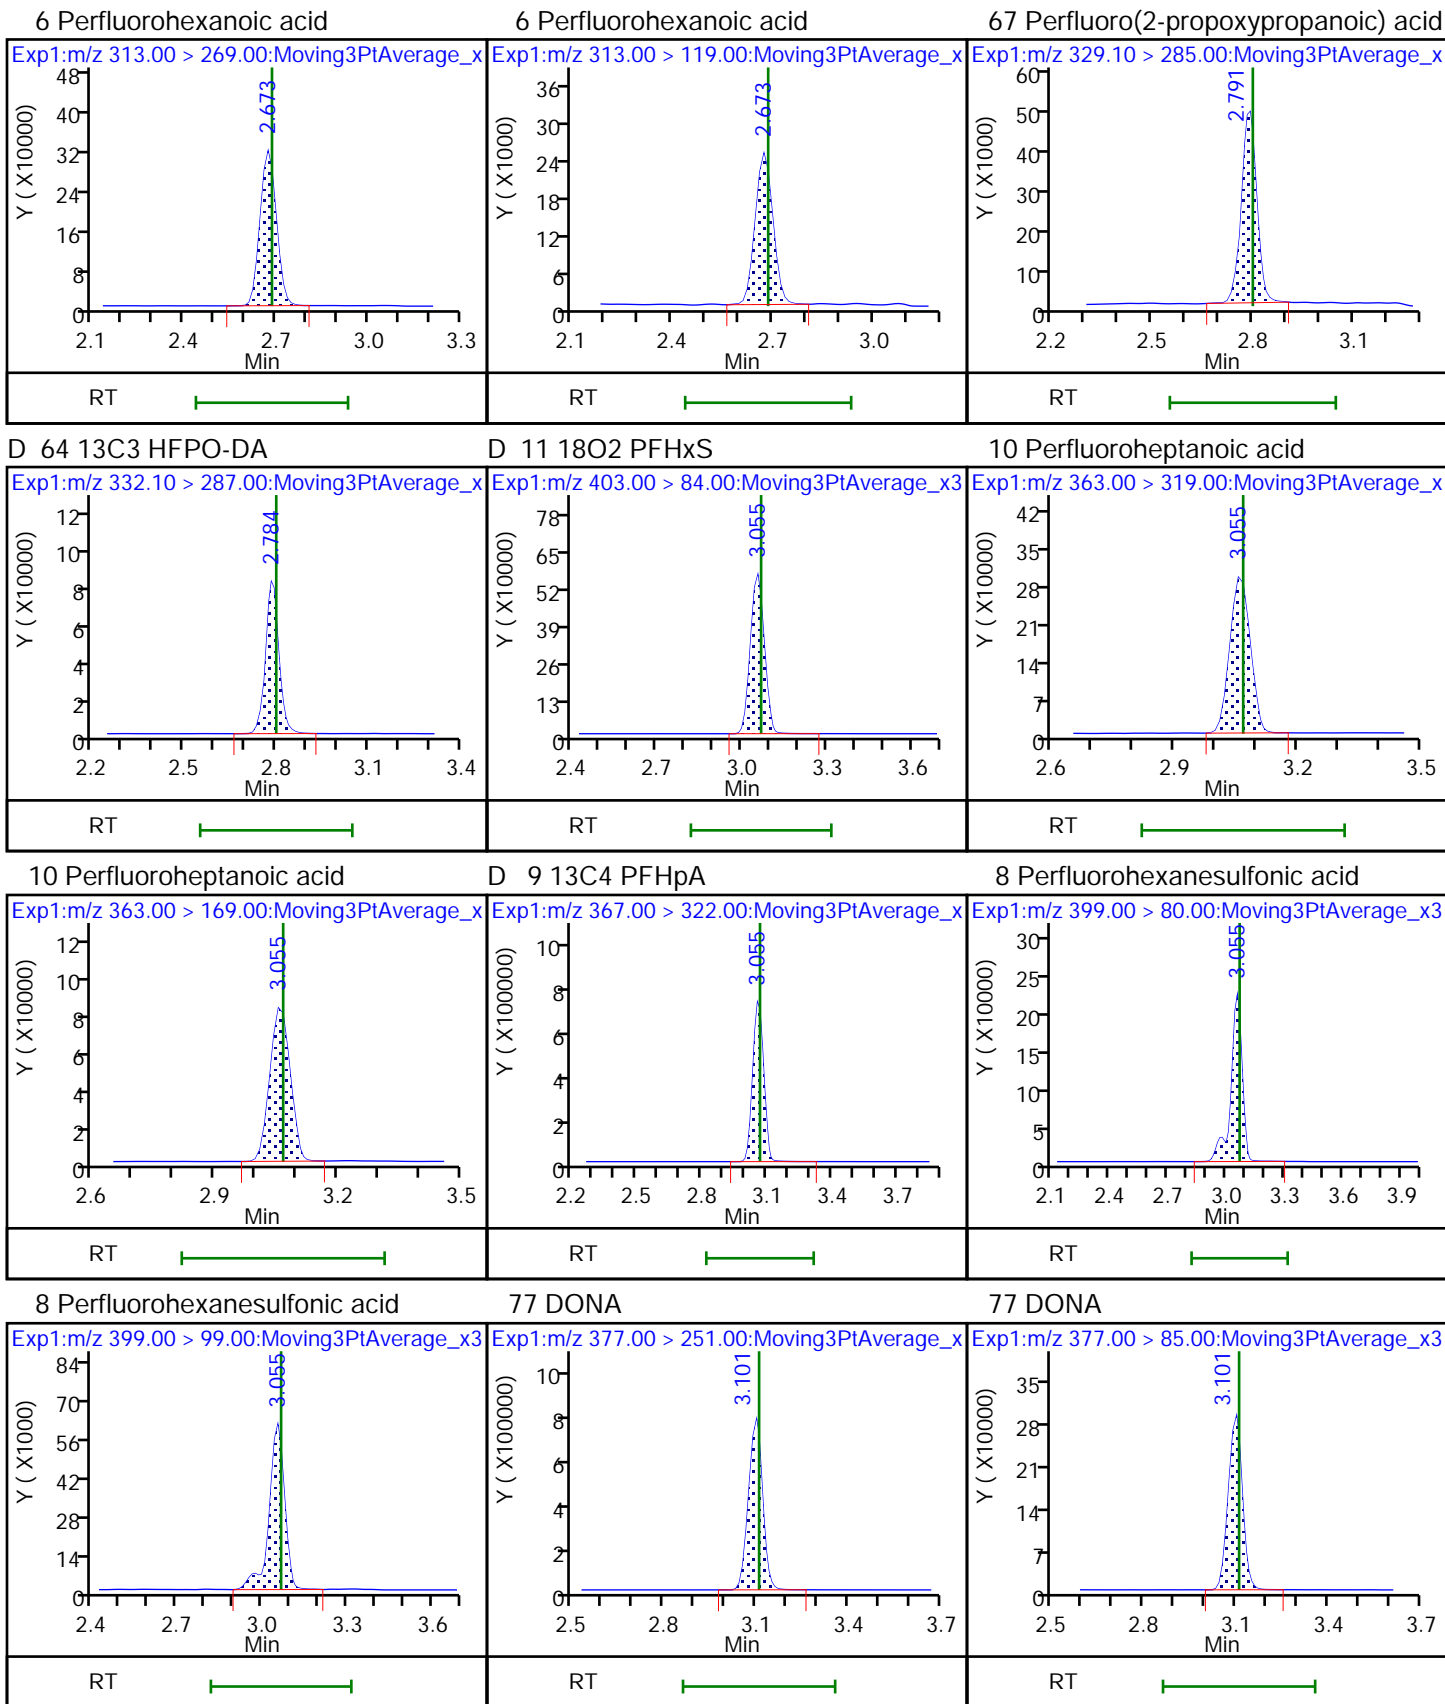 6 Perfluorohexanoic acid
Exp1:m/z 313.00 > 269.00:Moving3PtAverage_x
Y ( X10000)
48
40
32
24
16
8
0
2.673
2.1 2.4 2.7 3.0 3.3
Min
RT
6 Perfluorohexanoic acid
Exp1:m/z 313.00 > 119.00:Moving3PtAverage_x
Y ( X1000)
36
30
24
18
12
6
0
2.673
2.1 2.4 2.7 3.0
Min
RT
67 Perfluoro(2-propoxypropanoic) acid
Exp1:m/z 329.10 > 285.00:Moving3PtAverage_x
Y ( X1000)
60
50
40
30
20
10
0
2.791
2.2 2.5 2.8 3.1
Min
RT
D 64 13C3 HFPO-DA
Exp1:m/z 332.10 > 287.00:Moving3PtAverage_x
Y ( X10000)
12
10
8
6
4
2
0
2.784
2.2 2.5 2.8 3.1 3.4
Min
RT
D 11 18O2 PFHxS
Exp1:m/z 403.00 > 84.00:Moving3PtAverage_x3
Y ( X10000)
78
65
52
39
26
13
0
3.055
2.4 2.7 3.0 3.3 3.6
Min
RT
10 Perfluoroheptanoic acid
Exp1:m/z 363.00 > 319.00:Moving3PtAverage_x
Y ( X10000)
42
35
28
21
14
7
0
3.055
2.6 2.9 3.2 3.5
Min
RT
10 Perfluoroheptanoic acid
Exp1:m/z 363.00 > 169.00:Moving3PtAverage_x
Y ( X10000)
12
10
8
6
4
2
0
3.055
2.6 2.9 3.2 3.5
Min
RT
D 9 13C4 PFHpA
Exp1:m/z 367.00 > 322.00:Moving3PtAverage_x
Y ( X100000)
10
8
6
4
2
0
3.055
2.2 2.5 2.8 3.1 3.4 3.7
Min
RT
8 Perfluorohexanesulfonic acid
Exp1:m/z 399.00 > 80.00:Moving3PtAverage_x3
Y ( X10000)
30
25
20
15
10
5
0
3.055
2.1 2.4 2.7 3.0 3.3 3.6 3.9
Min
RT
8 Perfluorohexanesulfonic acid
Exp1:m/z 399.00 > 99.00:Moving3PtAverage_x3
Y ( X10000)
84
70
56
42
28
14
0
3.055
2.4 2.7 3.0 3.3 3.6
Min
RT
77 DONA
Exp1:m/z 377.00 > 251.00:Moving3PtAverage_x
Y ( X100000)
10
8
6
4
2
0
3.101
2.5 2.8 3.1 3.4 3.7
Min
RT
77 DONA
Exp1:m/z 377.00 > 85.00:Moving3PtAverage_x3
Y ( X10000)
35
28
21
14
7
0
3.101
2.5 2.8 3.1 3.4 3.7
Min
RT